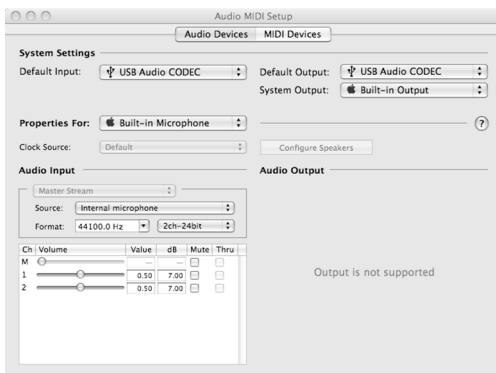 Audio MIDI Setup
Audio Devices MIDI Devices
System Settings
Default Input: USB Audio CODEC
Default Output: USB Audio CODEC
System Output: Built-in Output
Properties For: Built-in Microphone
?
Clock Source: Default
Configure Speakers
Audio Input
Audio Output
Master Stream
Source: Internal microphone
Format: 44100.0 Hz 2ch-24bit
Ch Volume Value dB Mute Thru
M — —
1 0.50 7.00
2 0.50 7.00
Output is not supported